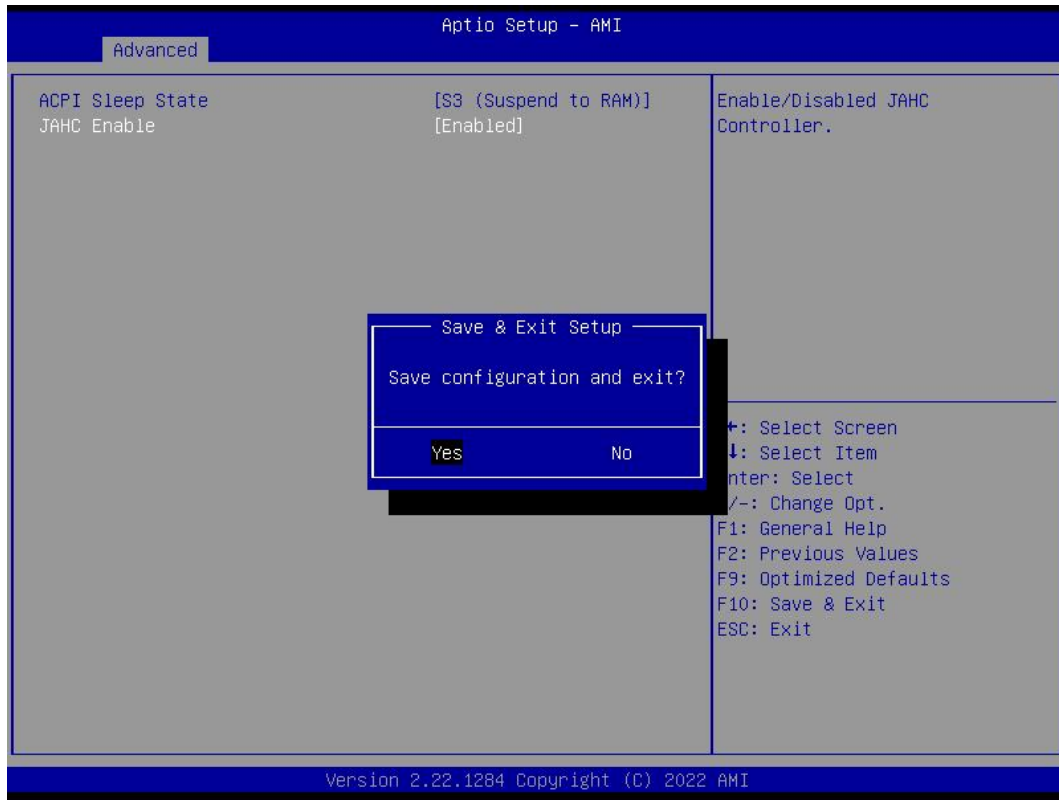 Aptio Setup – AMI
Advanced
ACPI Sleep State [S3 (Suspend to RAM)]
JAHC Enable [Enabled]
Enable/Disabled JAHC
Controller.
Save & Exit Setup
Save configuration and exit?
Yes No
←: Select Screen
↓: Select Item
nter: Select
/-: Change Opt.
F1: General Help
F2: Previous Values
F9: Optimized Defaults
F10: Save & Exit
ESC: Exit
Version 2.22.1284 Copyright (C) 2022 AMI